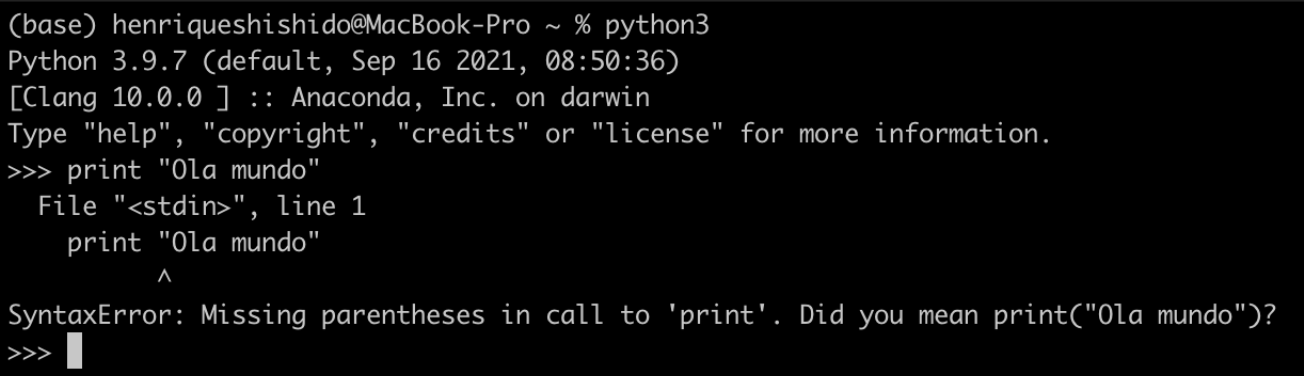 (base) henriqueshishido@MacBook-Pro ~ % python3
Python 3.9.7 (default, Sep 16 2021, 08:50:36)
[Clang 10.0.0 ] :: Anaconda, Inc. on darwin
Type "help", "copyright", "credits" or "license" for more information.
>>> print "Ola mundo"
  File "<stdin>", line 1
    print "Ola mundo"
          ^
SyntaxError: Missing parentheses in call to 'print'. Did you mean print("Ola mundo")?
>>>